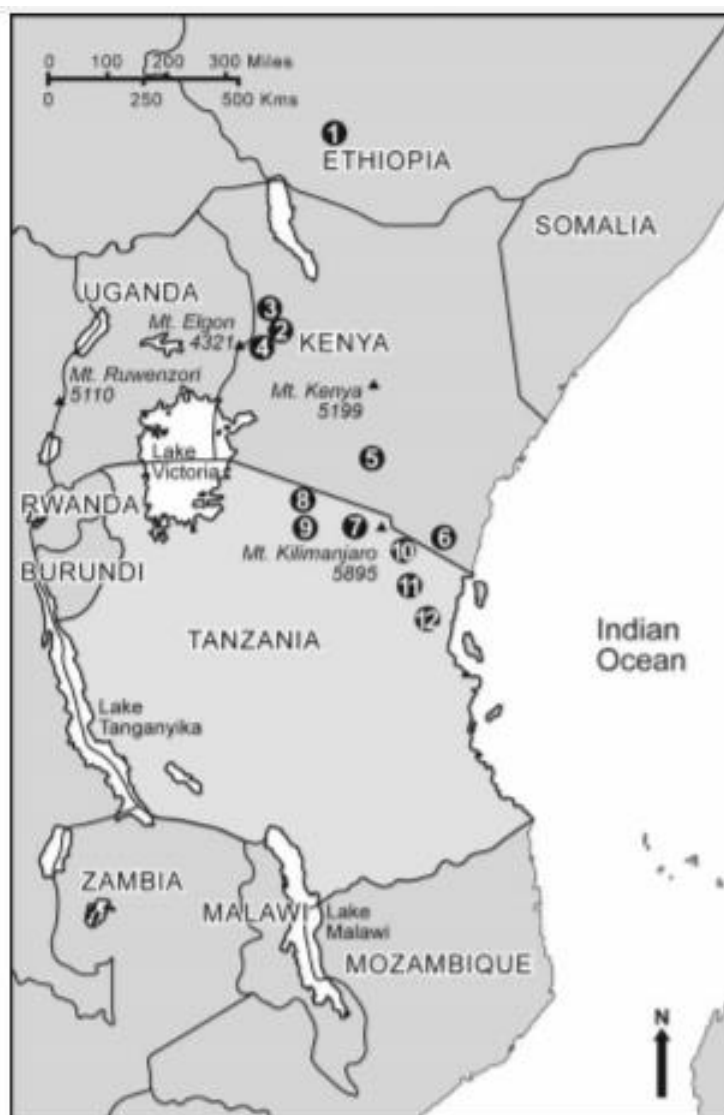 0 100 200 300 Miles
0 250 500 Kms
1
ETHIOPIA
SOMALIA
UGANDA
3
Mt. Elgon
4321
2
4
KENYA
Mt. Ruwenzori
5110
Mt. Kenya
5199
Lake
Victoria
5
RWANDA
8
9
7
6
Mt. Kilimanjaro
5895
10
BURUNDI
11
12
TANZANIA
Indian
Ocean
Lake
Tanganyika
ZAMBIA
MALAWI
Lake
Malawi
MOZAMBIQUE
N